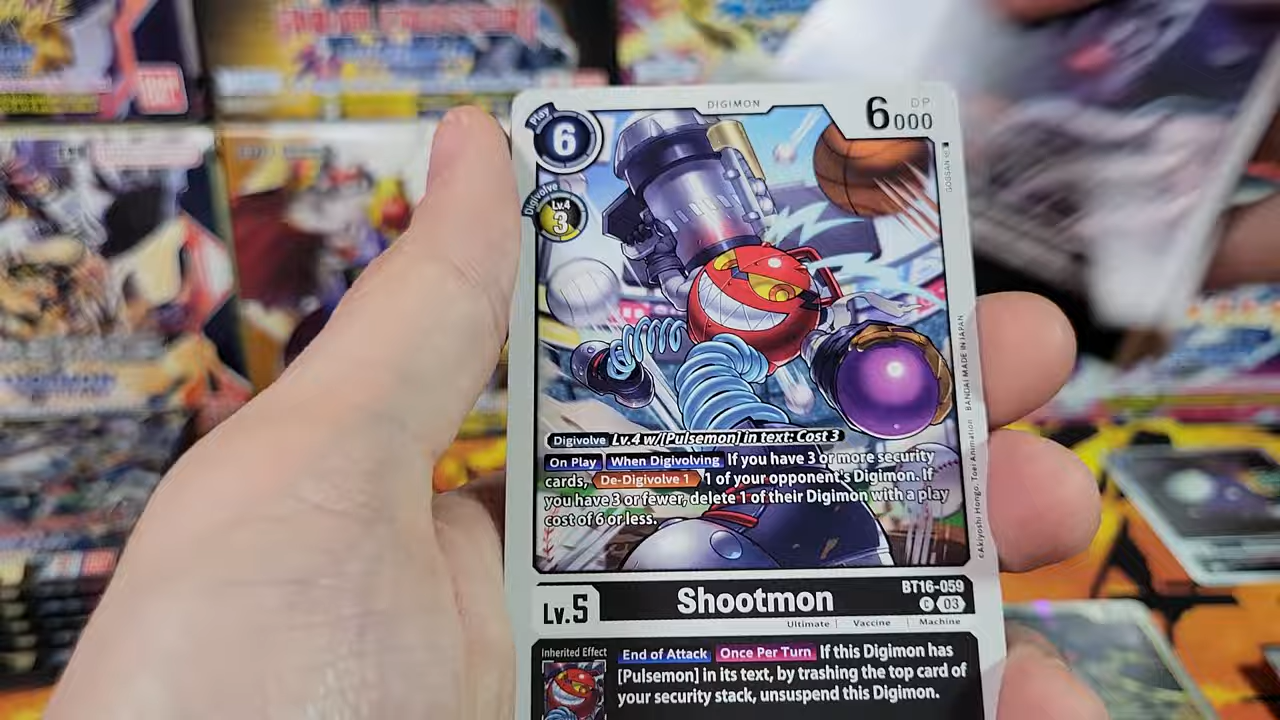 DIGIMON
Play
6
6000
DP
Digivolve
Lv.4
3
Digivolve Lv.4 w/[Pulsemon] in text: Cost 3
On Play When Digivolving If you have 3 or more security
cards, De-Digivolve 1 1 of your opponent's Digimon. If
you have 3 or fewer, delete 1 of their Digimon with a play
cost of 6 or less.
©Akiyoshi Hongo, Toei Animation BANDAI MADE IN JAPAN
BT16-059
Lv.5
Shootmon
C 03
Ultimate Vaccine Machine
Inherited Effect
End of Attack Once Per Turn If this Digimon has
[Pulsemon] in its text, by trashing the top card of
your security stack, unsuspend this Digimon.